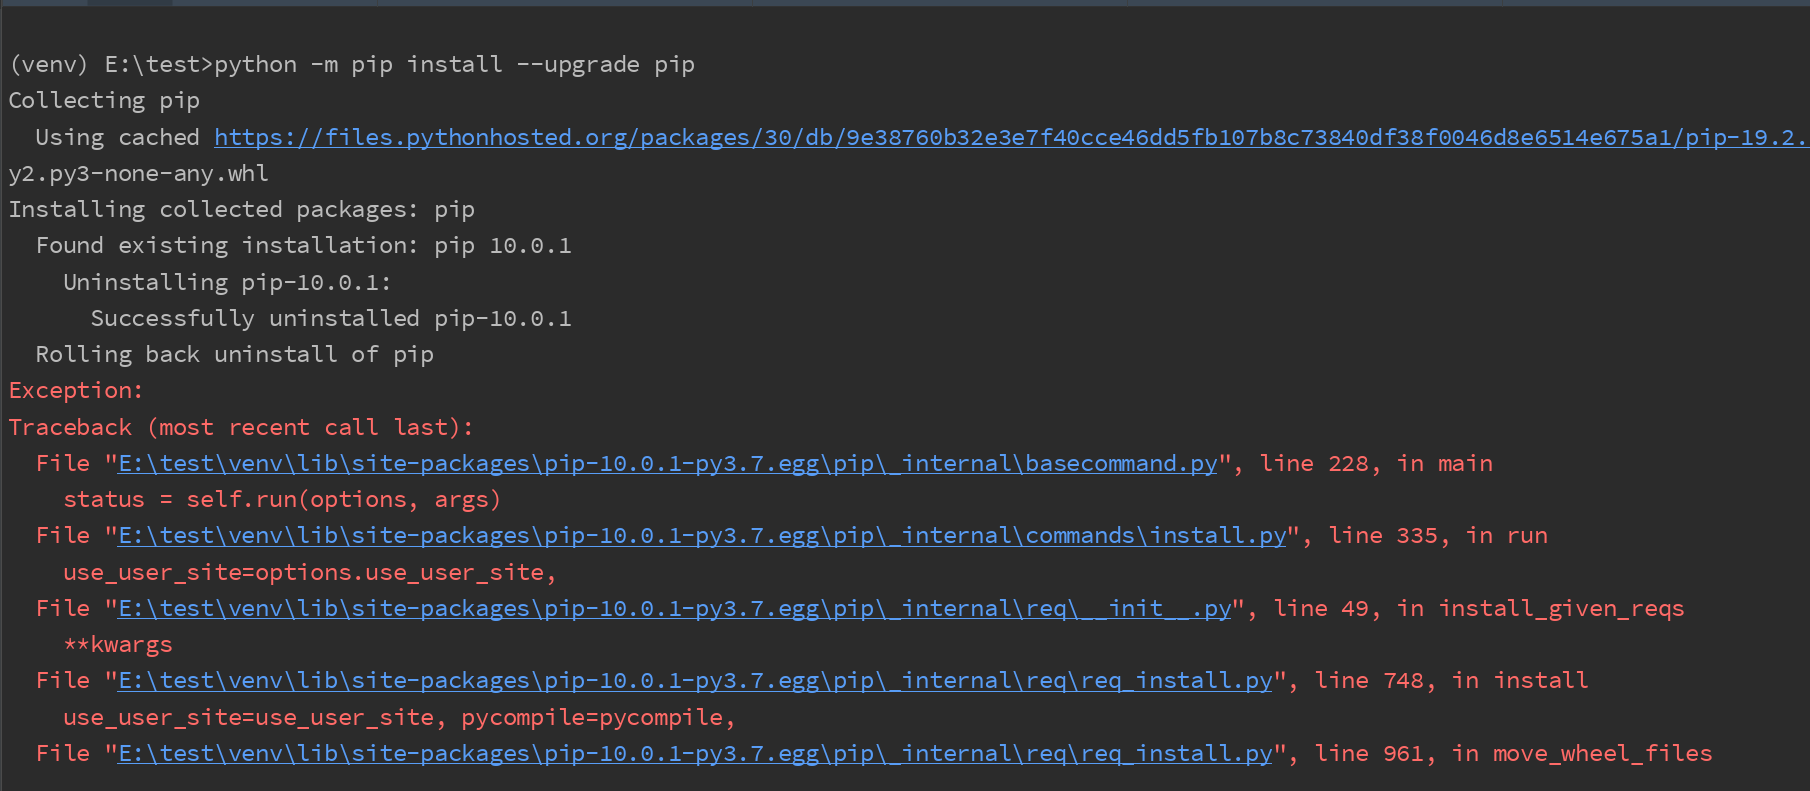 (venv) E:\test>python -m pip install --upgrade pip
Collecting pip
  Using cached https://files.pythonhosted.org/packages/30/db/9e38760b32e3e7f40cce46dd5fb107b8c73840df38f0046d8e6514e675a1/pip-19.2.
y2.py3-none-any.whl
Installing collected packages: pip
  Found existing installation: pip 10.0.1
    Uninstalling pip-10.0.1:
      Successfully uninstalled pip-10.0.1
  Rolling back uninstall of pip
Exception:
Traceback (most recent call last):
  File "E:\test\venv\lib\site-packages\pip-10.0.1-py3.7.egg\pip\_internal\basecommand.py", line 228, in main
    status = self.run(options, args)
  File "E:\test\venv\lib\site-packages\pip-10.0.1-py3.7.egg\pip\_internal\commands\install.py", line 335, in run
    use_user_site=options.use_user_site,
  File "E:\test\venv\lib\site-packages\pip-10.0.1-py3.7.egg\pip\_internal\req\__init__.py", line 49, in install_given_reqs
    **kwargs
  File "E:\test\venv\lib\site-packages\pip-10.0.1-py3.7.egg\pip\_internal\req\req_install.py", line 748, in install
    use_user_site=use_user_site, pycompile=pycompile,
  File "E:\test\venv\lib\site-packages\pip-10.0.1-py3.7.egg\pip\_internal\req\req_install.py", line 961, in move_wheel_files